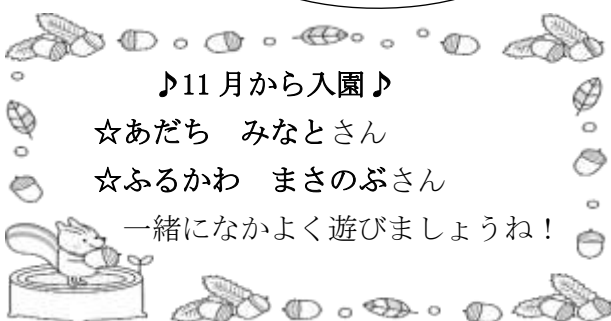 ♪11月から入園♪
☆あだち　みなとさん
☆ふるかわ　まさのぶさん
一緒になかよく遊びましょうね！